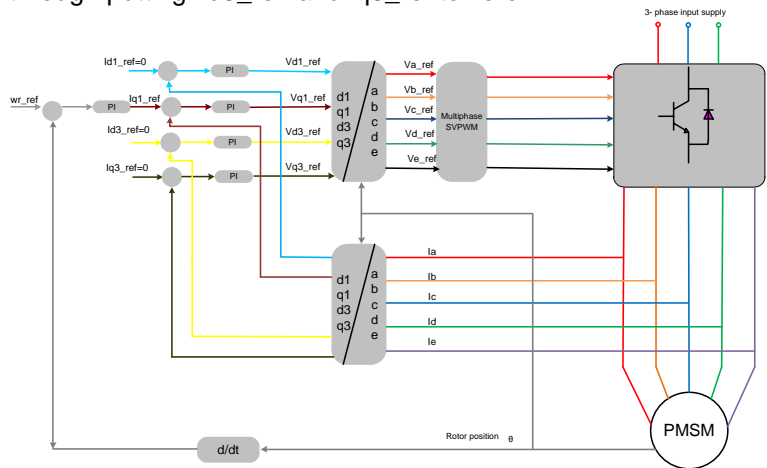 3- phase input supply
Id1_ref=0
PI
Vd1_ref
Va_ref
wr_ref
PI
Iq1_ref
PI
Vq1_ref
Vb_ref
Id3_ref=0
PI
Vd3_ref
Vc_ref
Vd_ref
Iq3_ref=0
PI
Vq3_ref
Ve_ref
d1
q1
d3
q3
a
b
c
d
e
Multiphase
SVPWM
d1
q1
d3
q3
a
b
c
d
e
Ia
Ib
Ic
Id
Ie
PMSM
Rotor position θ
d/dt